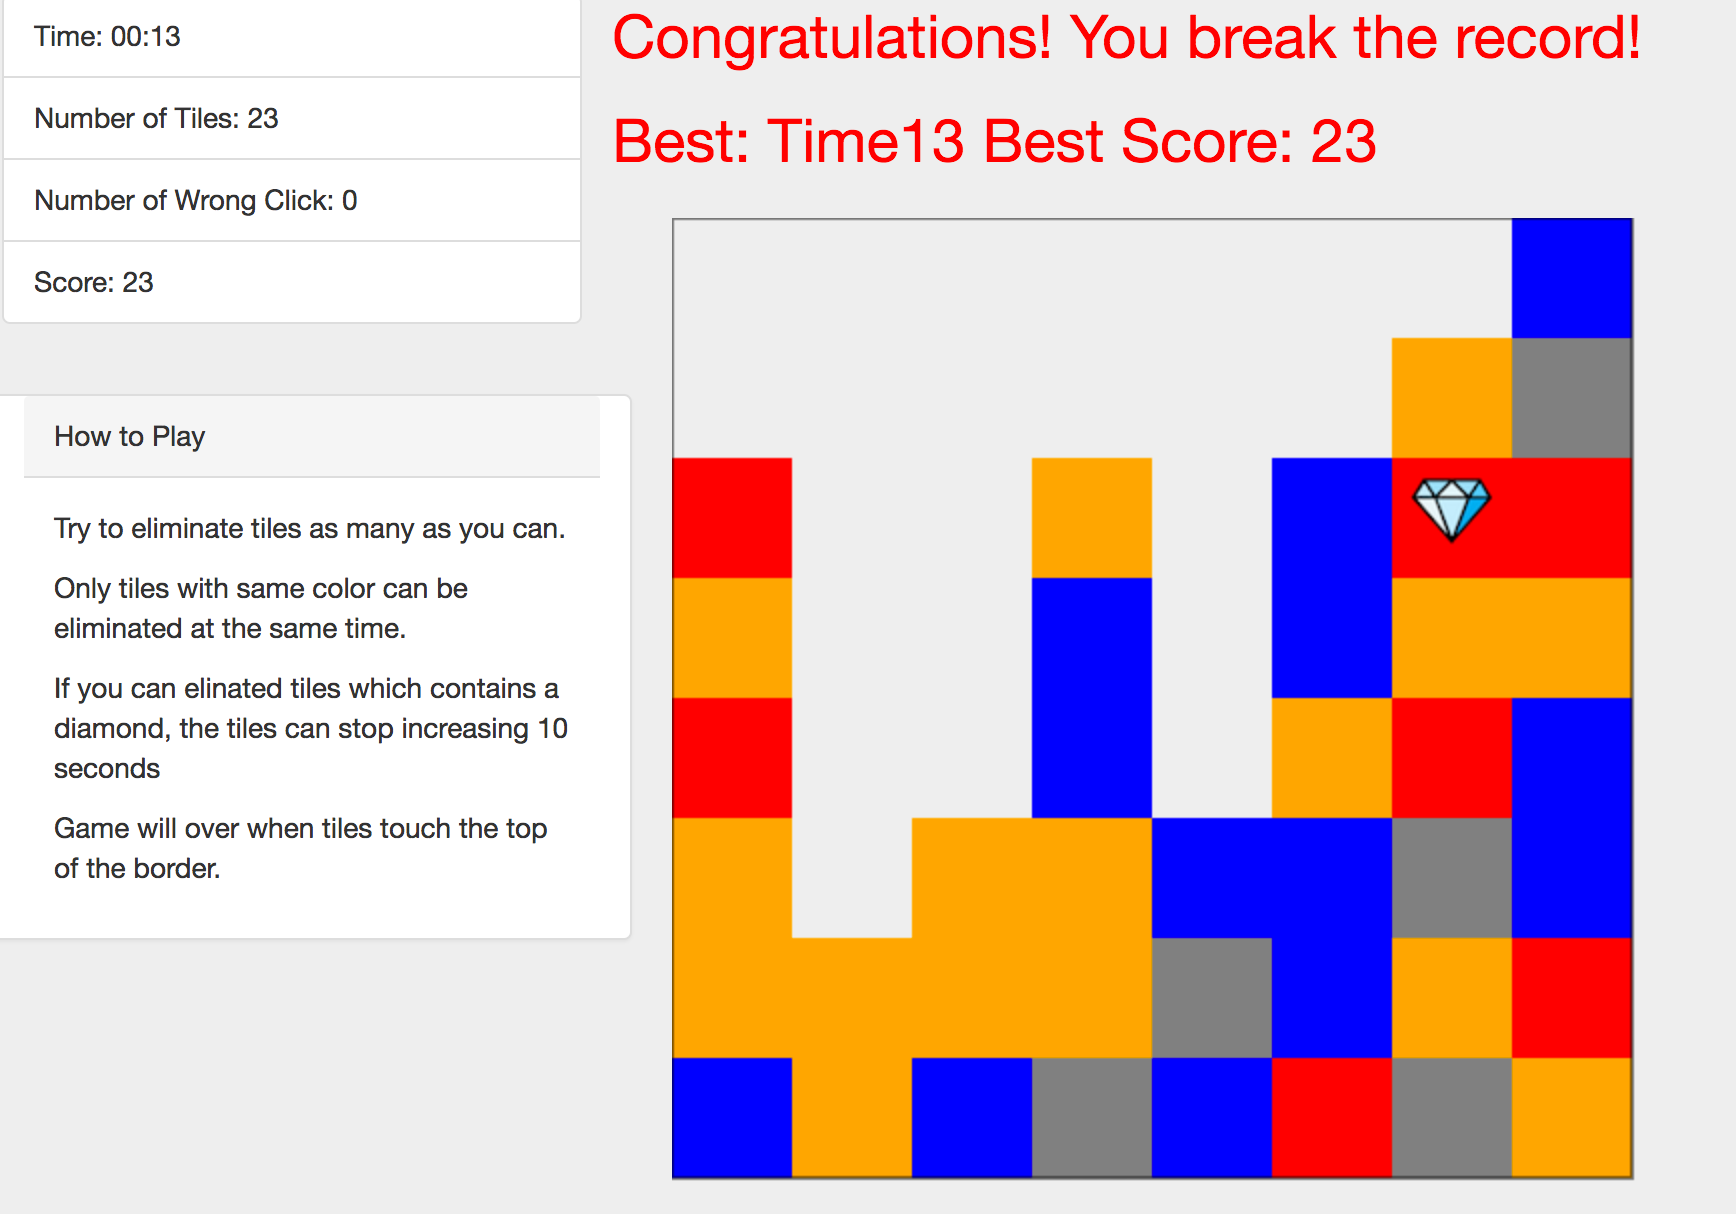 Time: 00:13
Number of Tiles: 23
Number of Wrong Click: 0
Score: 23
Congratulations! You break the record!
Best: Time13 Best Score: 23
How to Play
Try to eliminate tiles as many as you can.
Only tiles with same color can be
eliminated at the same time.
If you can elinated tiles which contains a
diamond, the tiles can stop increasing 10
seconds
Game will over when tiles touch the top
of the border.